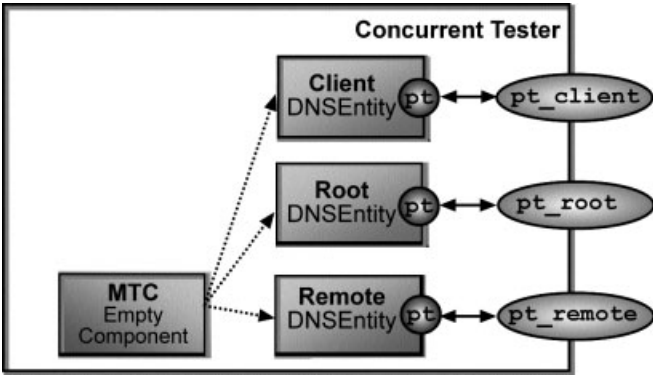 Concurrent Tester
Client
DNSEntity
pt
pt_client
Root
DNSEntity
pt
pt_root
MTC
Empty
Component
Remote
DNSEntity
pt
pt_remote